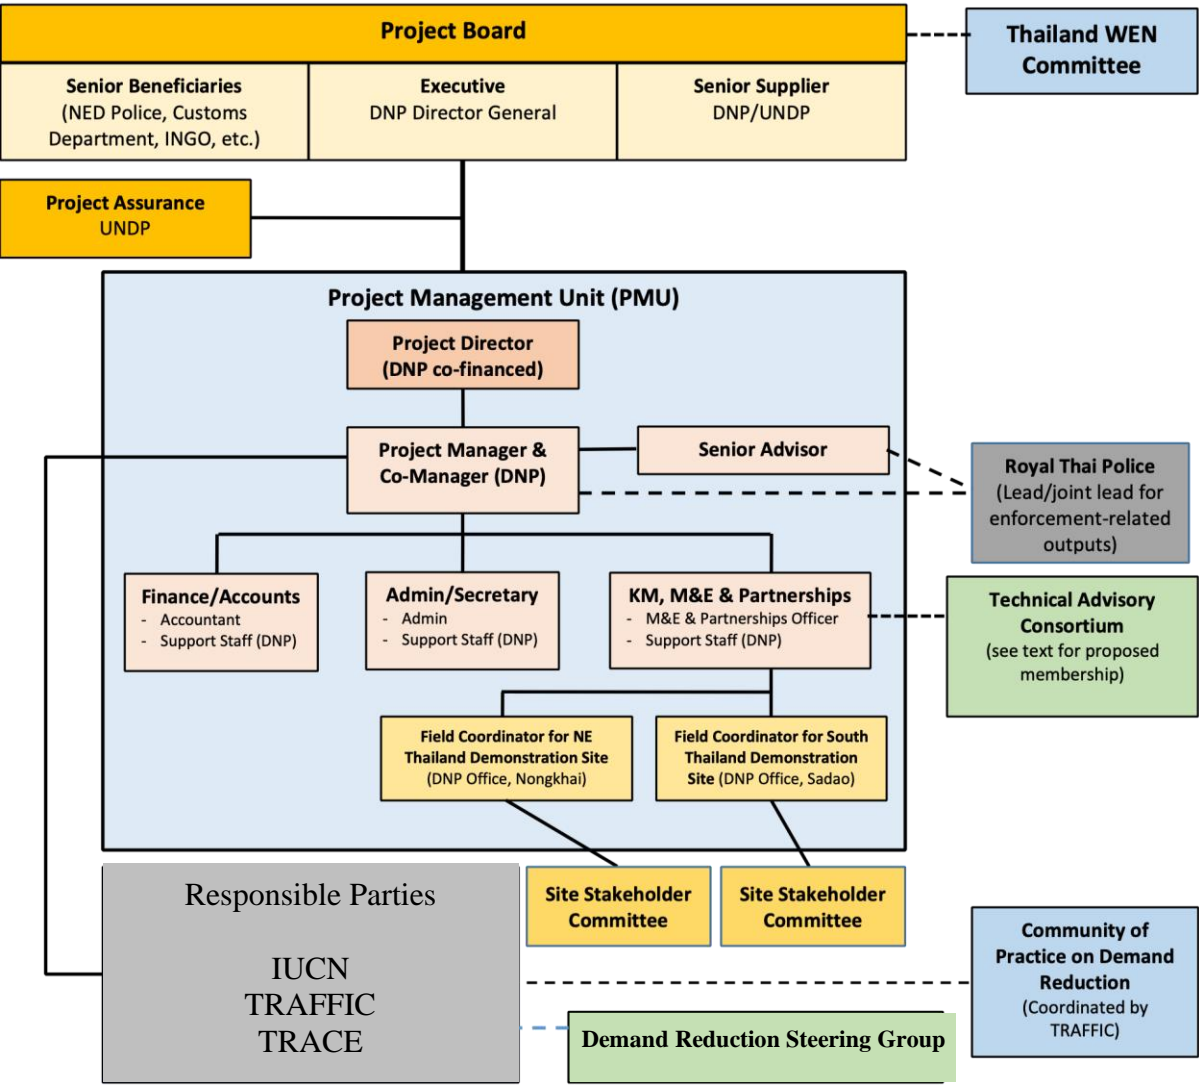 Project Board
Thailand WEN
Committee
Senior Beneficiaries
(NED Police, Customs
Department, INGO, etc.)
Executive
DNP Director General
Senior Supplier
DNP/UNDP
Project Assurance
UNDP
Project Management Unit (PMU)
Project Director
(DNP co-financed)
Project Manager &
Co-Manager (DNP)
Senior Advisor
Royal Thai Police
(Lead/joint lead for
enforcement-related
outputs)
Finance/Accounts
- Accountant
- Support Staff (DNP)
Admin/Secretary
- Admin
- Support Staff (DNP)
KM, M&E & Partnerships
- M&E & Partnerships Officer
- Support Staff (DNP)
Technical Advisory
Consortium
(see text for proposed
membership)
Field Coordinator for NE
Thailand Demonstration Site
(DNP Office, Nongkhai)
Field Coordinator for South
Thailand Demonstration
Site (DNP Office, Sadao)
Responsible Parties
IUCN
TRAFFIC
TRACE
Site Stakeholder
Committee
Site Stakeholder
Committee
Community of
Practice on Demand
Reduction
(Coordinated by
TRAFFIC)
Demand Reduction Steering Group